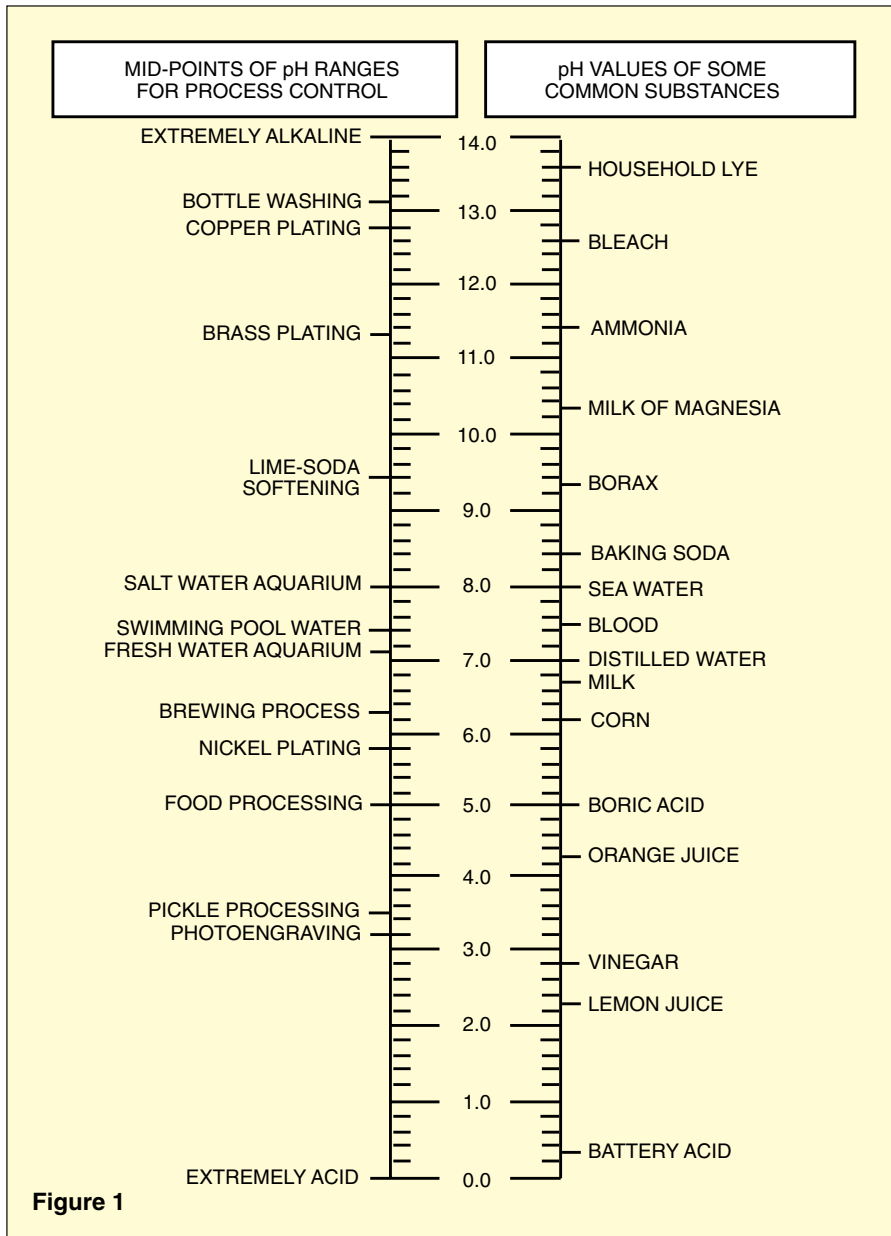 MID-POINTS OF pH RANGES
FOR PROCESS CONTROL
pH VALUES OF SOME
COMMON SUBSTANCES
EXTREMELY ALKALINE
14.0
HOUSEHOLD LYE
BOTTLE WASHING
13.0
COPPER PLATING
BLEACH
12.0
AMMONIA
BRASS PLATING
11.0
MILK OF MAGNESIA
10.0
LIME-SODA
SOFTENING
BORAX
9.0
BAKING SODA
SALT WATER AQUARIUM
8.0
SEA WATER
SWIMMING POOL WATER
BLOOD
FRESH WATER AQUARIUM
7.0
DISTILLED WATER
MILK
BREWING PROCESS
CORN
6.0
NICKEL PLATING
FOOD PROCESSING
5.0
BORIC ACID
ORANGE JUICE
4.0
PICKLE PROCESSING
PHOTOENGRAVING
3.0
VINEGAR
LEMON JUICE
2.0
1.0
BATTERY ACID
EXTREMELY ACID
0.0
Figure 1